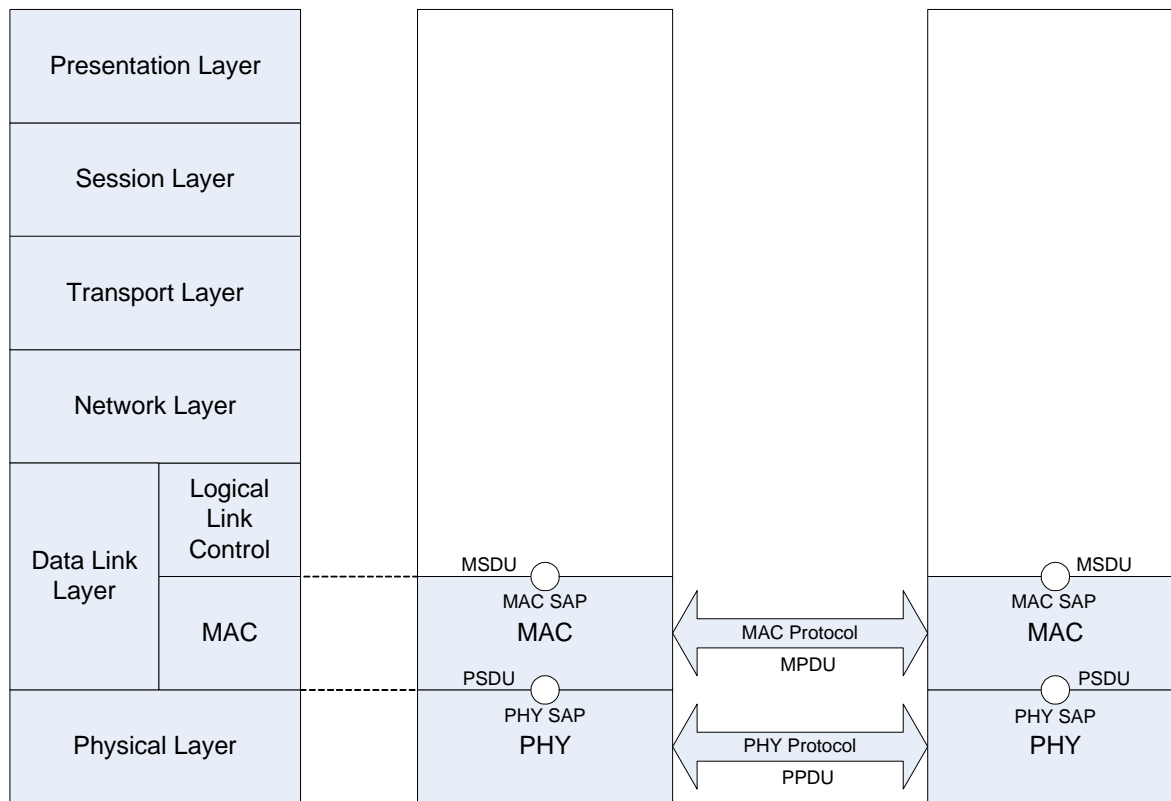 Presentation Layer
Session Layer
Transport Layer
Network Layer
Data Link
Layer
Logical
Link
Control
MAC
Physical Layer
MSDU
MAC SAP
MAC
PSDU
PHY SAP
PHY
MAC Protocol
MPDU
PHY Protocol
PPDU
MSDU
MAC SAP
MAC
PSDU
PHY SAP
PHY